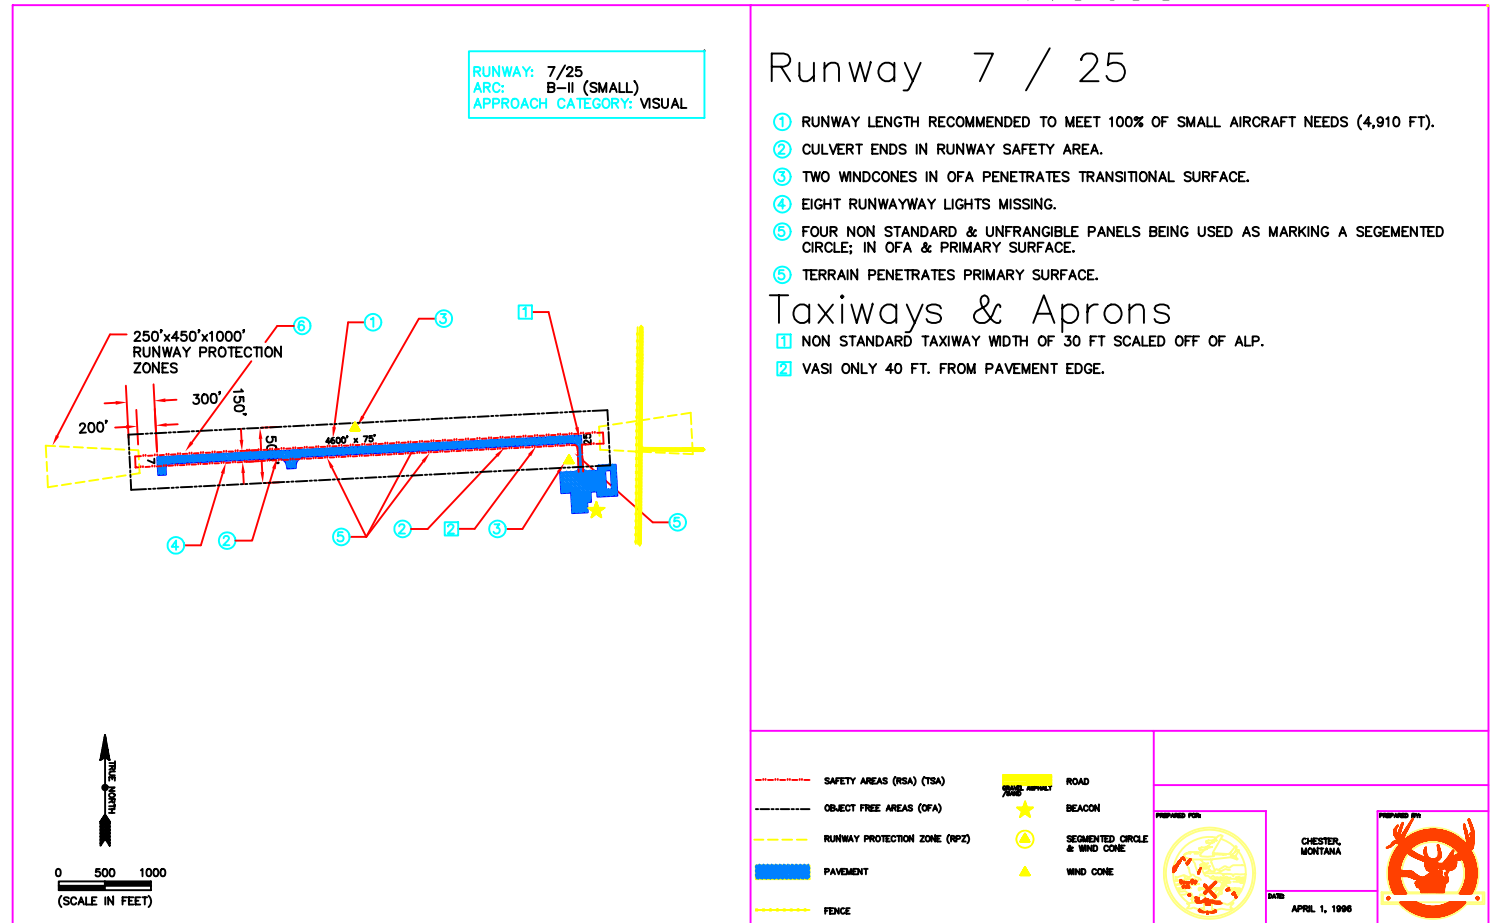 RUNWAY: 7/25
ARC: B-II (SMALL)
APPROACH CATEGORY: VISUAL
Runway 7 / 25
1 RUNWAY LENGTH RECOMMENDED TO MEET 100% OF SMALL AIRCRAFT NEEDS (4,910 FT).
2 CULVERT ENDS IN RUNWAY SAFETY AREA.
3 TWO WINDCONES IN OFA PENETRATES TRANSITIONAL SURFACE.
4 EIGHT RUNWAYWAY LIGHTS MISSING.
5 FOUR NON STANDARD & UNFRANGIBLE PANELS BEING USED AS MARKING A SEGEMENTED
CIRCLE; IN OFA & PRIMARY SURFACE.
5 TERRAIN PENETRATES PRIMARY SURFACE.
Taxiways & Aprons
1 NON STANDARD TAXIWAY WIDTH OF 30 FT SCALED OFF OF ALP.
2 VASI ONLY 40 FT. FROM PAVEMENT EDGE.
250'x450'x1000'
RUNWAY PROTECTION
ZONES
6
1
3
1
300'
150'
200'
4600' x 75'
7
25
4
2
5
2
2
3
5
TRUE NORTH
0 500 1000
(SCALE IN FEET)
SAFETY AREAS (RSA) (TSA)
OBJECT FREE AREAS (OFA)
RUNWAY PROTECTION ZONE (RPZ)
PAVEMENT
FENCE
ROAD
GRAVEL ASPHALT
/SAND
BEACON
SEGMENTED CIRCLE
& WIND CONE
WIND CONE
PREPARED FOR:
CHESTER,
MONTANA
DATE:
APRIL 1, 1996
PREPARED BY: